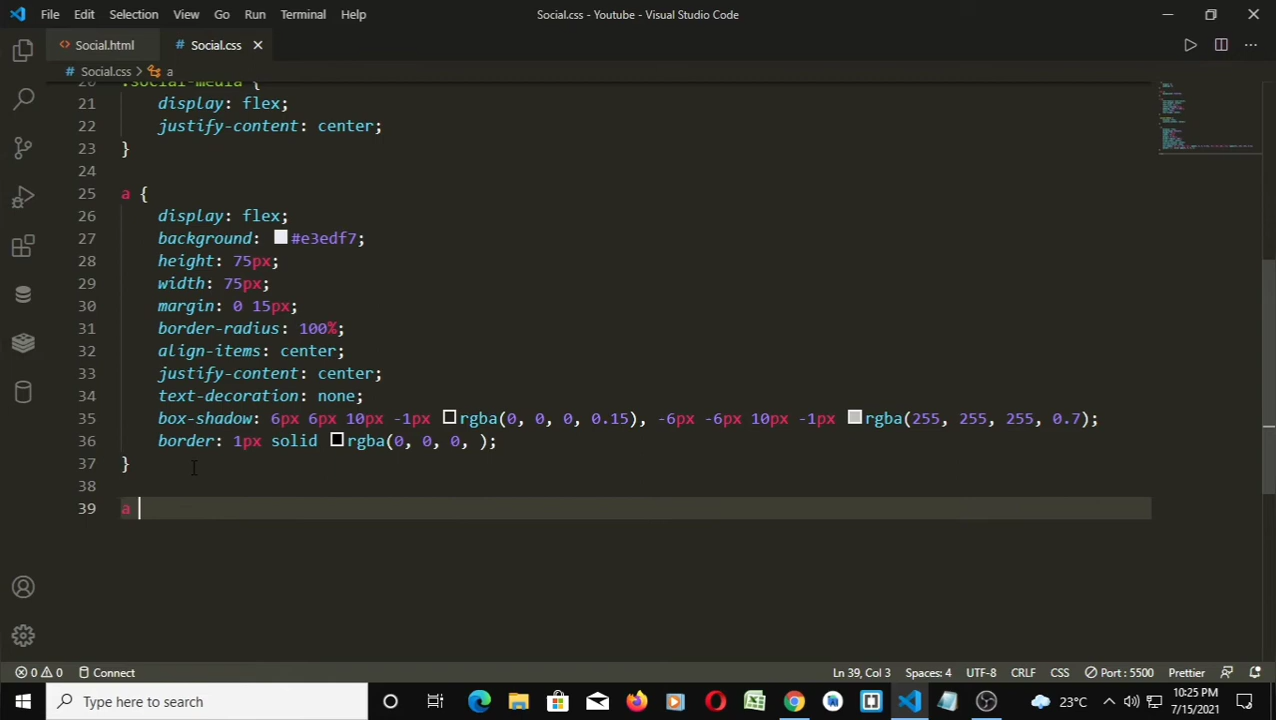 File Edit Selection View Go Run Terminal Help
Social.css - Youtube - Visual Studio Code
Social.html
# Social.css
# Social.css > a
20 .social-media {
21 display: flex;
22 justify-content: center;
23 }
24
25 a {
26 display: flex;
27 background: #e3edf7;
28 height: 75px;
29 width: 75px;
30 margin: 0 15px;
31 border-radius: 100%;
32 align-items: center;
33 justify-content: center;
34 text-decoration: none;
35 box-shadow: 6px 6px 10px -1px rgba(0, 0, 0, 0.15), -6px -6px 10px -1px rgba(255, 255, 255, 0.7);
36 border: 1px solid rgba(0, 0, 0, );
37 }
38
39 a
0 0 Connect
Ln 39, Col 3 Spaces: 4 UTF-8 CRLF CSS Port : 5500 Prettier
Type here to search
23°C
10:25 PM
7/15/2021